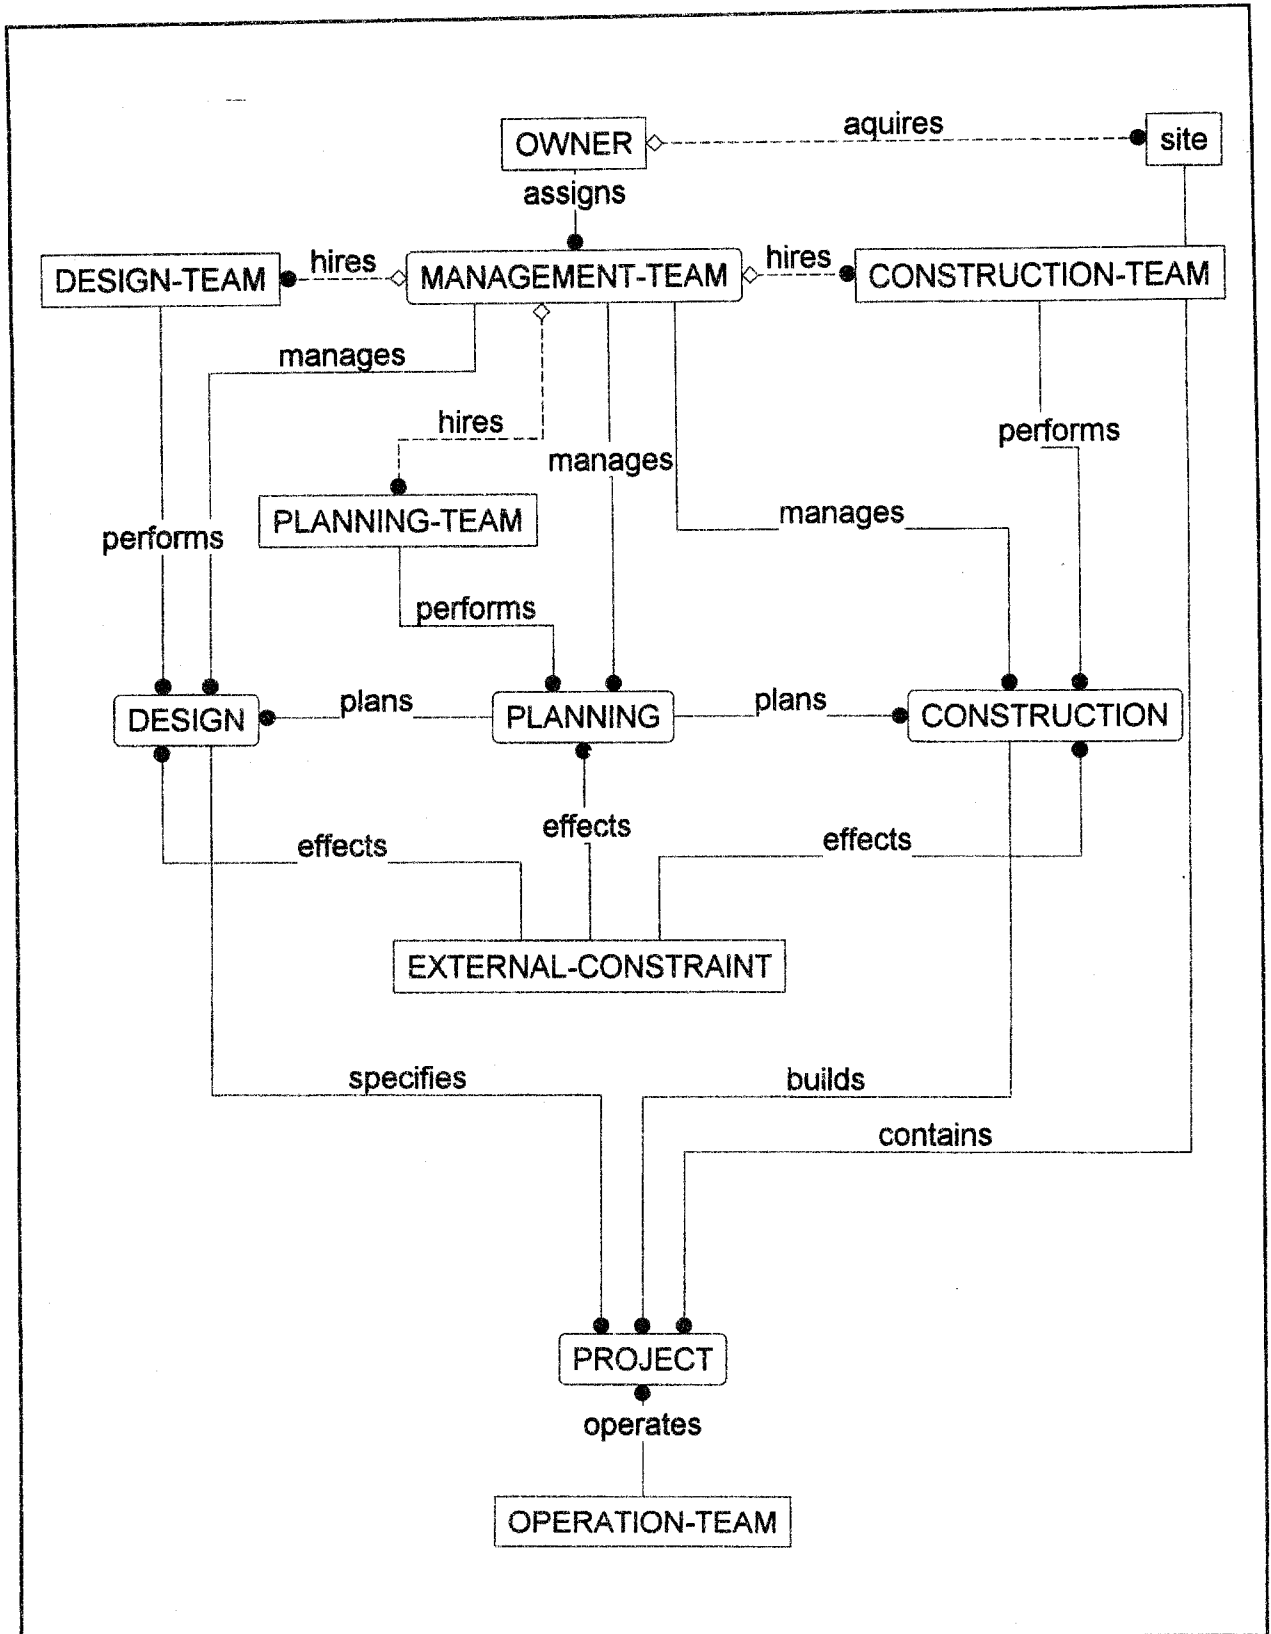 aquires
OWNER
site
assigns
hires
hires
DESIGN-TEAM
MANAGEMENT-TEAM
CONSTRUCTION-TEAM
manages
hires
performs
manages
PLANNING-TEAM
manages
performs
performs
plans
plans
DESIGN
PLANNING
CONSTRUCTION
effects
effects
effects
EXTERNAL-CONSTRAINT
specifies
builds
contains
PROJECT
operates
OPERATION-TEAM